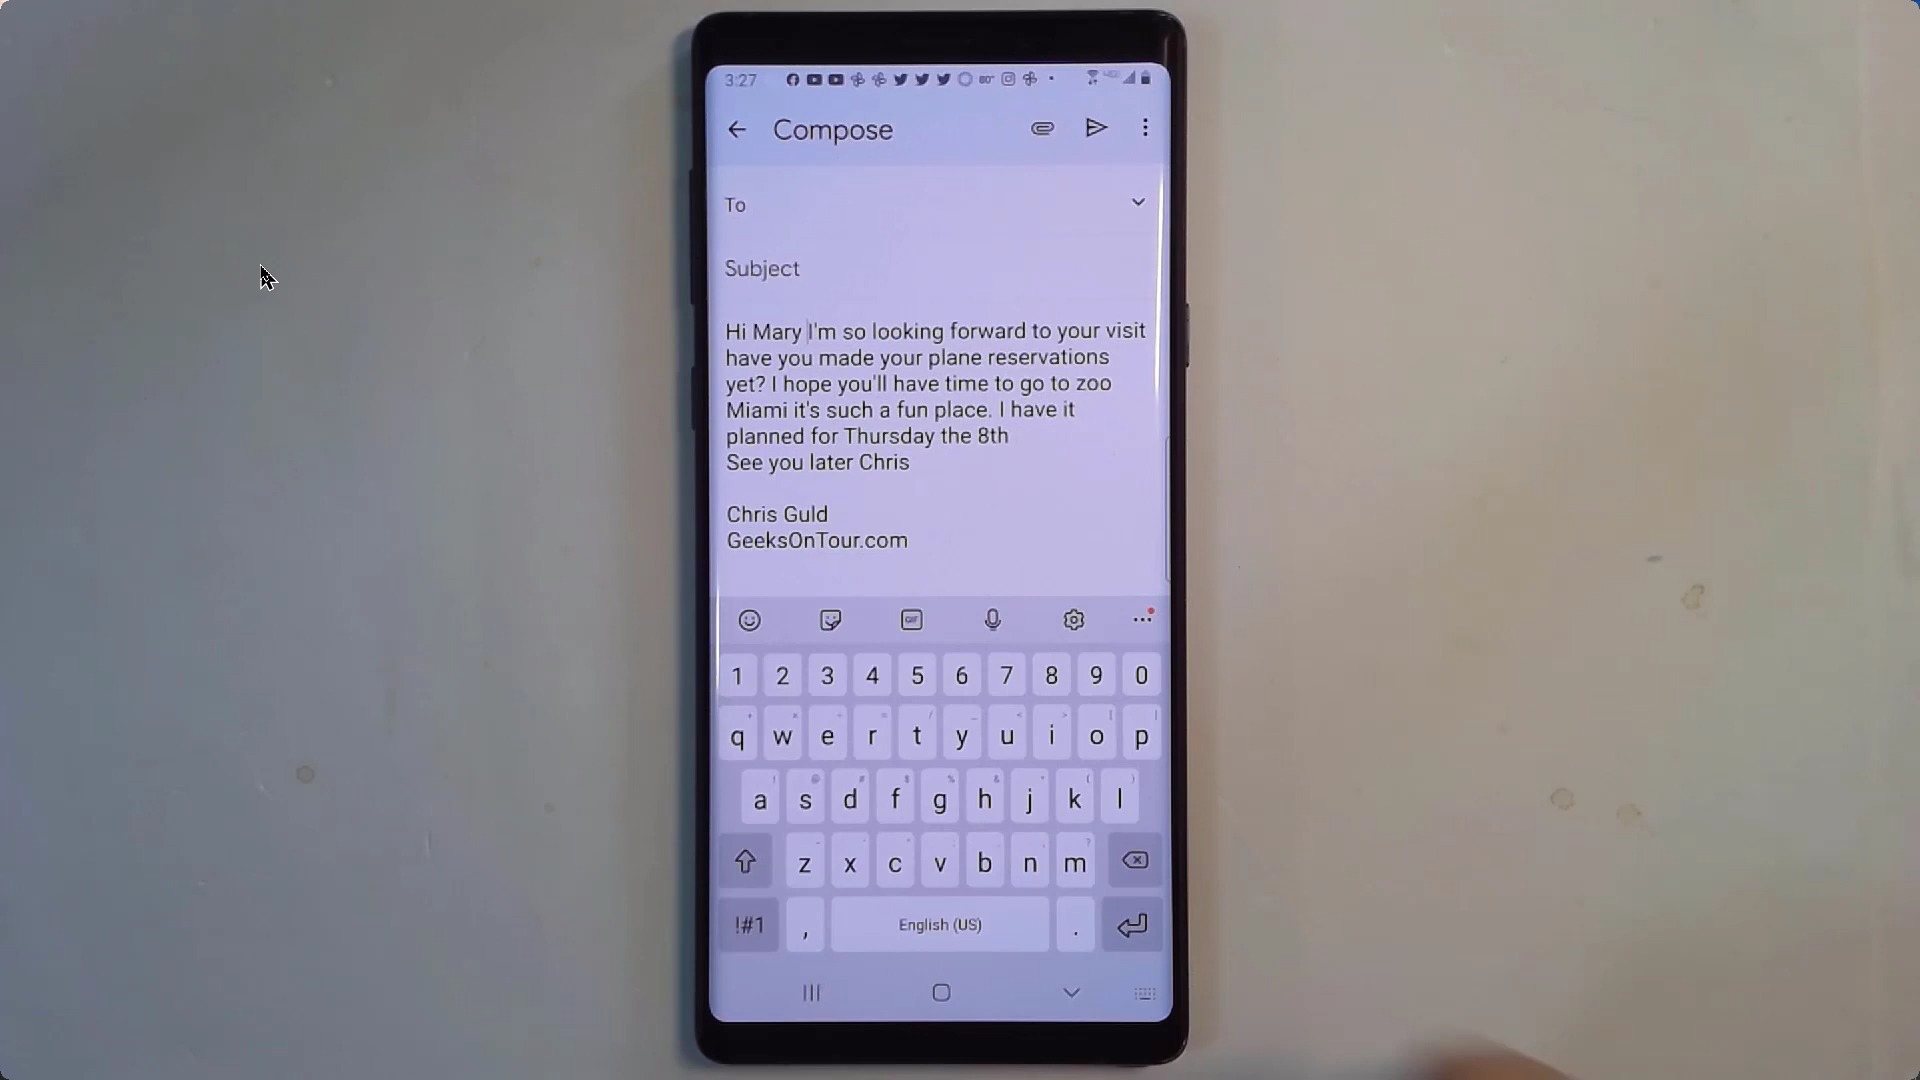 3:27
80°
Compose
To
Subject
Hi Mary I'm so looking forward to your visit
have you made your plane reservations
yet? I hope you'll have time to go to zoo
Miami it's such a fun place. I have it
planned for Thursday the 8th
See you later Chris
Chris Guld
GeeksOnTour.com
GIF
1 2 3 4 5 6 7 8 9 0
q w e r t y u i o p
a s d f g h j k l
z x c v b n m
!#1 , English (US) .